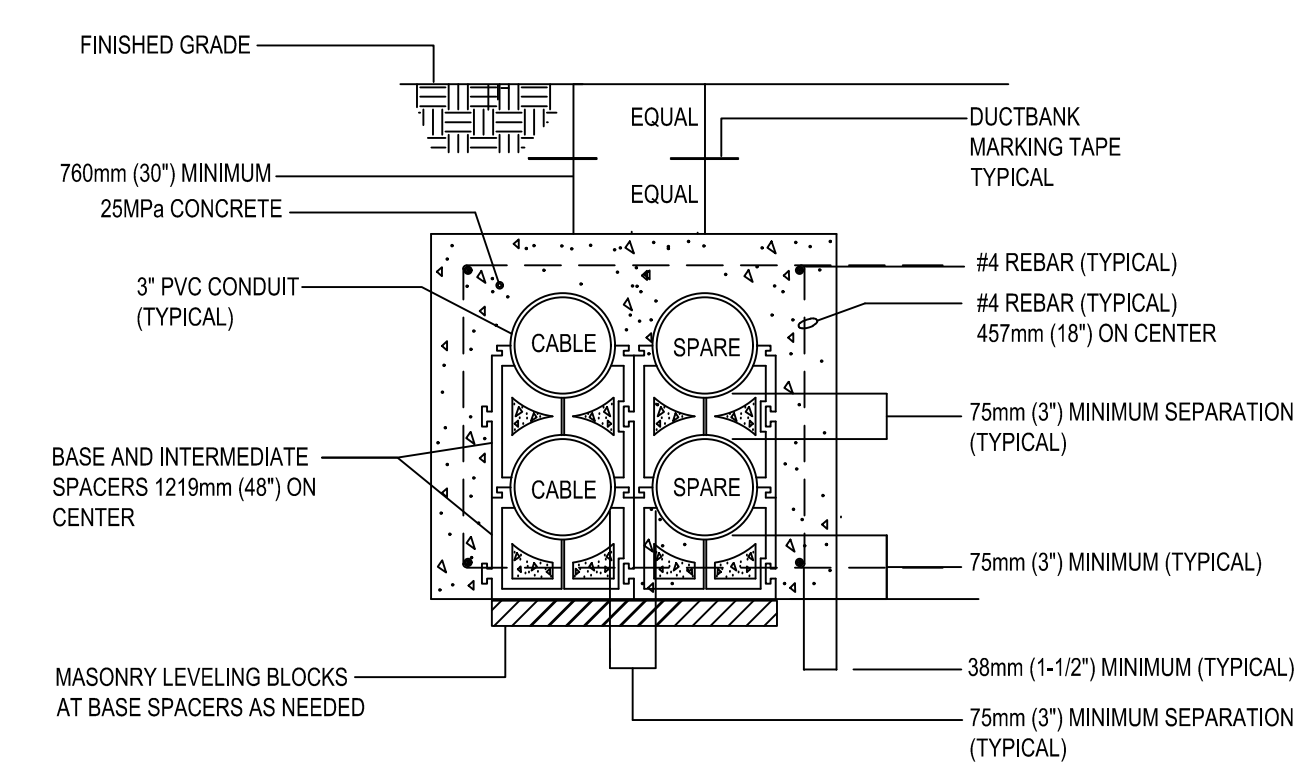 FINISHED GRADE
EQUAL
DUCTBANK
MARKING TAPE
TYPICAL
760mm (30") MINIMUM
EQUAL
25MPa CONCRETE
#4 REBAR (TYPICAL)
3" PVC CONDUIT
(TYPICAL)
#4 REBAR (TYPICAL)
457mm (18") ON CENTER
CABLE
SPARE
75mm (3") MINIMUM SEPARATION
(TYPICAL)
BASE AND INTERMEDIATE
SPACERS 1219mm (48") ON
CENTER
CABLE
SPARE
75mm (3") MINIMUM (TYPICAL)
MASONRY LEVELING BLOCKS
AT BASE SPACERS AS NEEDED
38mm (1-1/2") MINIMUM (TYPICAL)
75mm (3") MINIMUM SEPARATION
(TYPICAL)